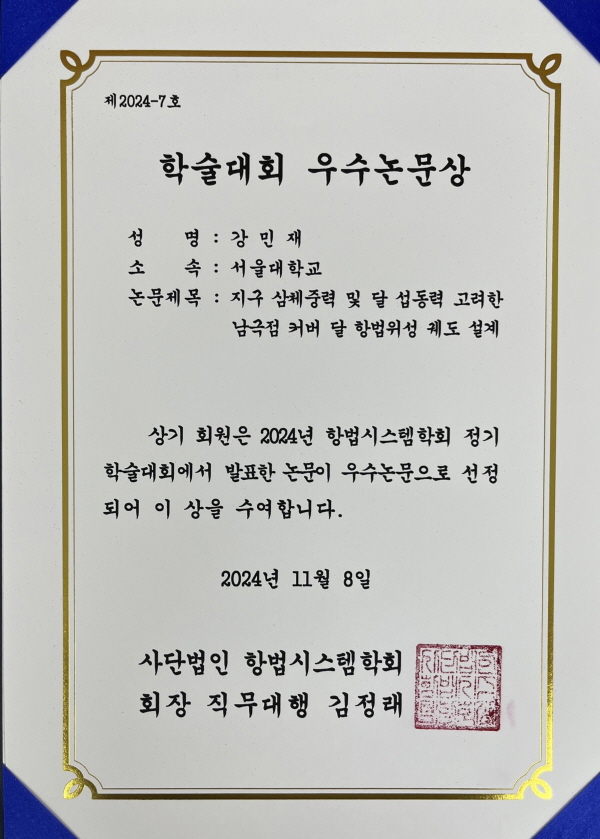 제2024-7호
학술대회 우수논문상
성 명 : 강민재
소 속 : 서울대학교
논문제목 : 지구 삼체중력 및 달 섭동력 고려한
남극점 커버 달 항법위성 궤도 설계
상기 회원은 2024년 항법시스템학회 정기
학술대회에서 발표한 논문이 우수논문으로 선정
되어 이 상을 수여합니다.
2024년 11월 8일
사단법인 항법시스템학회
회장 직무대행 김정태